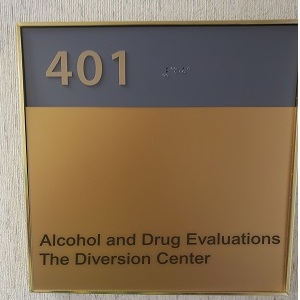 401
Alcohol and Drug Evaluations
The Diversion Center